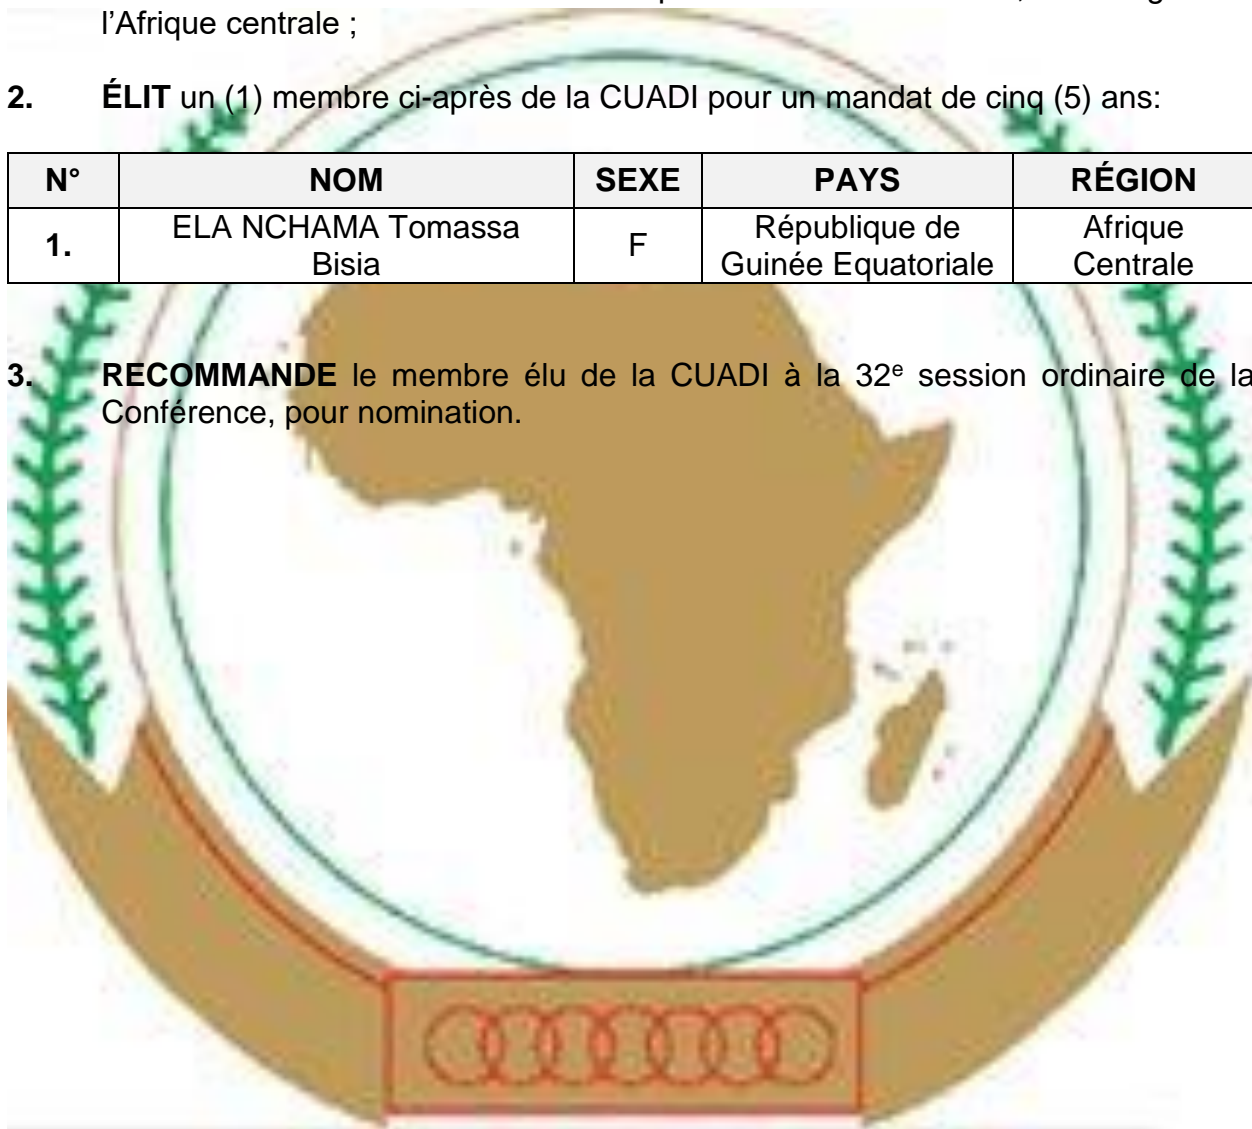 l’Afrique centrale ;
2. ÉLIT un (1) membre ci-après de la CUADI pour un mandat de cinq (5) ans:
N° NOM SEXE PAYS RÉGION
1. ELA NCHAMA Tomassa Bisia F République de Guinée Equatoriale Afrique Centrale
3. RECOMMANDE le membre élu de la CUADI à la 32e session ordinaire de la
Conférence, pour nomination.